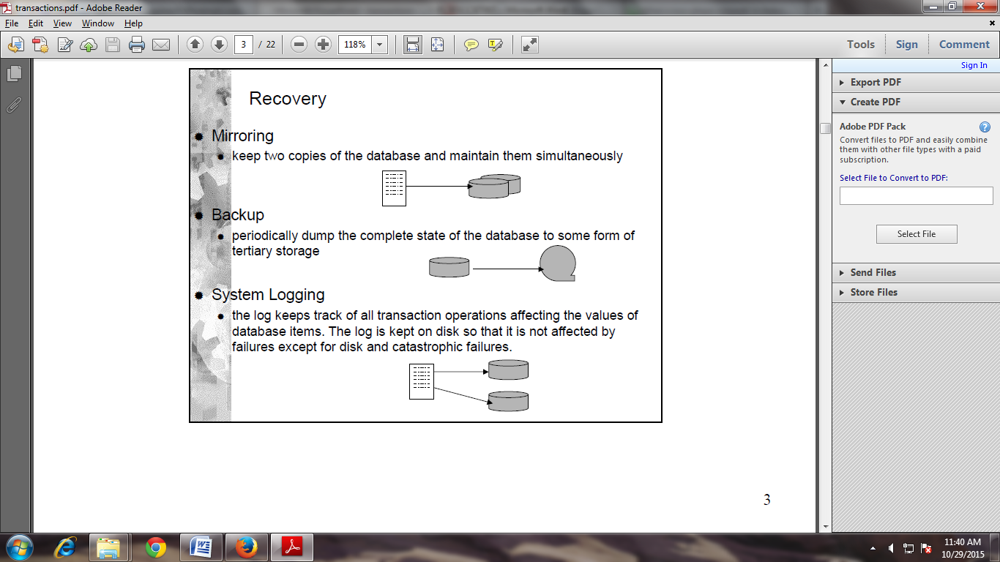 transactions.pdf - Adobe Reader
File Edit View Window Help
3 / 22 118% Tools Sign Comment
Sign In
Export PDF
Create PDF
Adobe PDF Pack
Convert files to PDF and easily combine
them with other file types with a paid
subscription.
Select File to Convert to PDF:
Select File
Send Files
Store Files
Recovery
Mirroring
keep two copies of the database and maintain them simultaneously
Backup
periodically dump the complete state of the database to some form of
tertiary storage
System Logging
the log keeps track of all transaction operations affecting the values of
database items. The log is kept on disk so that it is not affected by
failures except for disk and catastrophic failures.
3
11:40 AM
10/29/2015